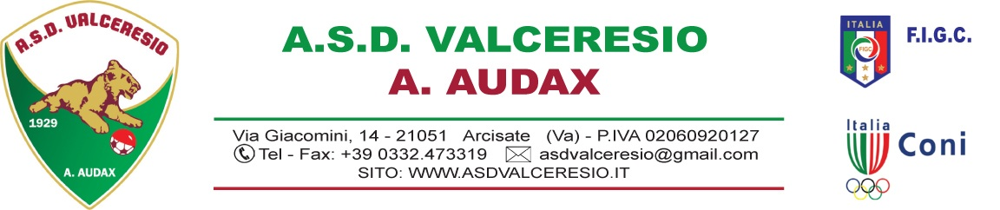 A.S.D. VALCERESIO
1929
A. AUDAX
A.S.D. VALCERESIO
A. AUDAX
Via Giacomini, 14 - 21051 Arcisate (Va) - P.IVA 02060920127
Tel - Fax: +39 0332.473319 asdvalceresio@gmail.com
SITO: WWW.ASDVALCERESIO.IT
ITALIA
FIGC
F.I.G.C.
Italia
Coni